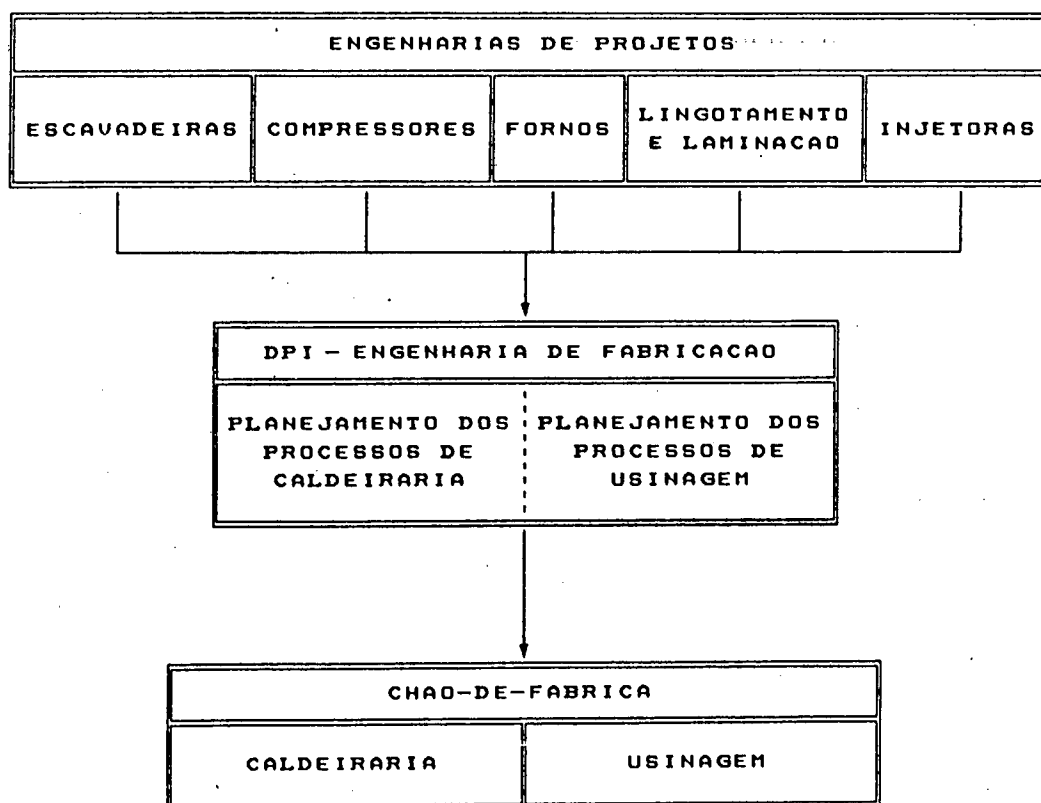 ENGENHARIAS DE PROJETOS
ESCAVADEIRAS
COMPRESSORES
FORNOS
LINGOTAMENTO
E LAMINACAO
INJETORAS
DPI - ENGENHARIA DE FABRICACAO
PLANEJAMENTO DOS
PROCESSOS DE
CALDEIRARIA
PLANEJAMENTO DOS
PROCESSOS DE
USINAGEM
CHAO-DE-FABRICA
CALDEIRARIA
USINAGEM